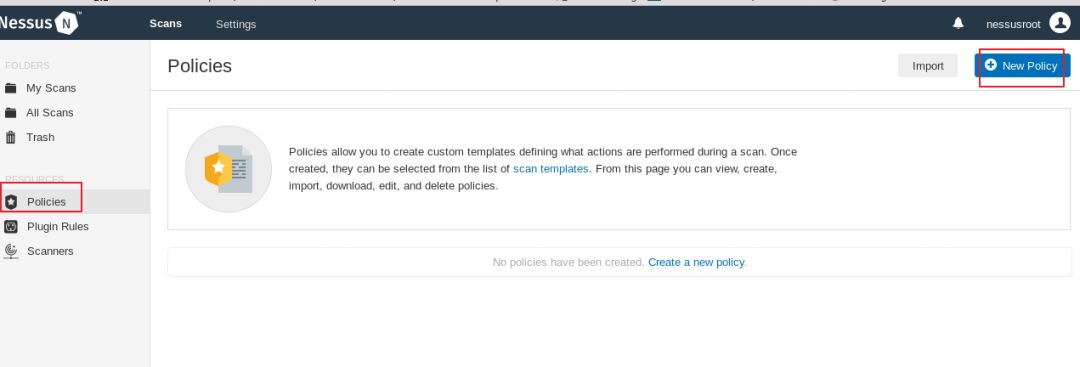 Nessus N ™
Scans
Settings
nessusroot
FOLDERS
My Scans
All Scans
Trash
RESOURCES
Policies
Plugin Rules
Scanners
Policies
Import
New Policy
Policies allow you to create custom templates defining what actions are performed during a scan. Once
created, they can be selected from the list of scan templates. From this page you can view, create,
import, download, edit, and delete policies.
No policies have been created. Create a new policy.